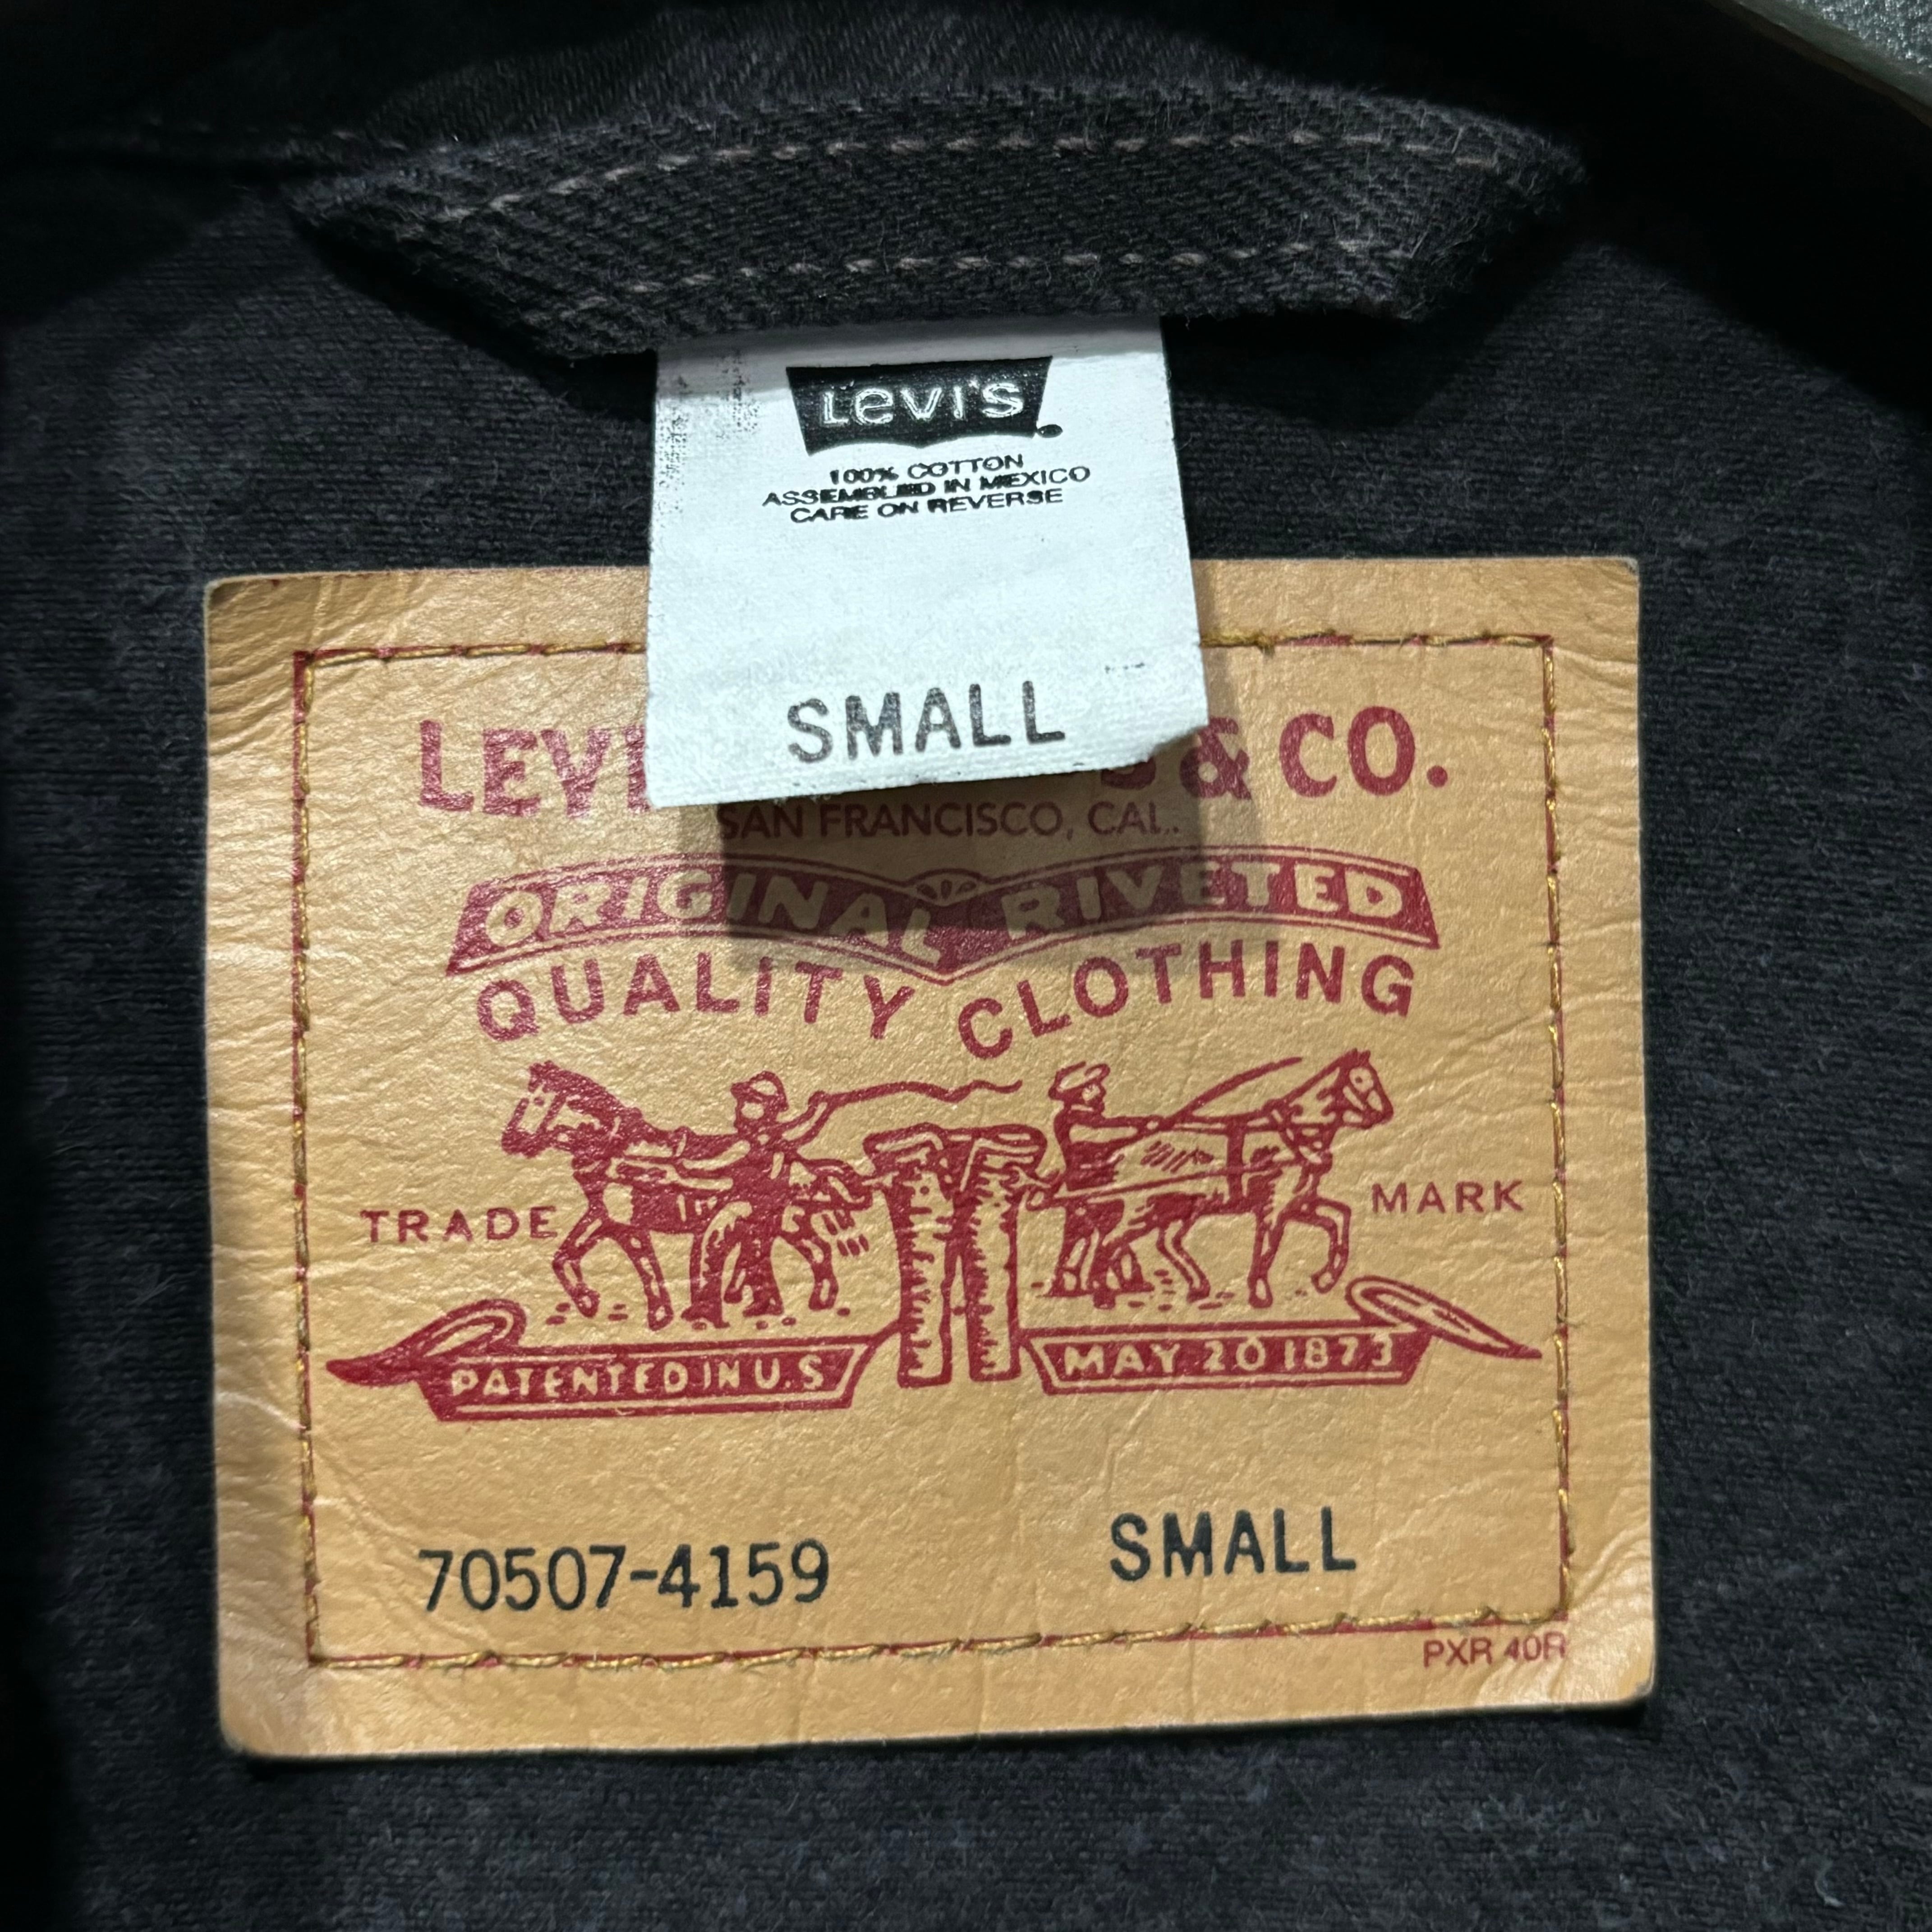 Levi's
100% COTTON
ASSEMBLED IN MEXICO
CARE ON REVERSE
SMALL
& CO.
SAN FRANCISCO, CAL.
ORIGINAL RIVETED
QUALITY CLOTHING
TRADE MARK
PATENTED IN U.S MAY 20 1873
70507-4159 SMALL
PXR 40R